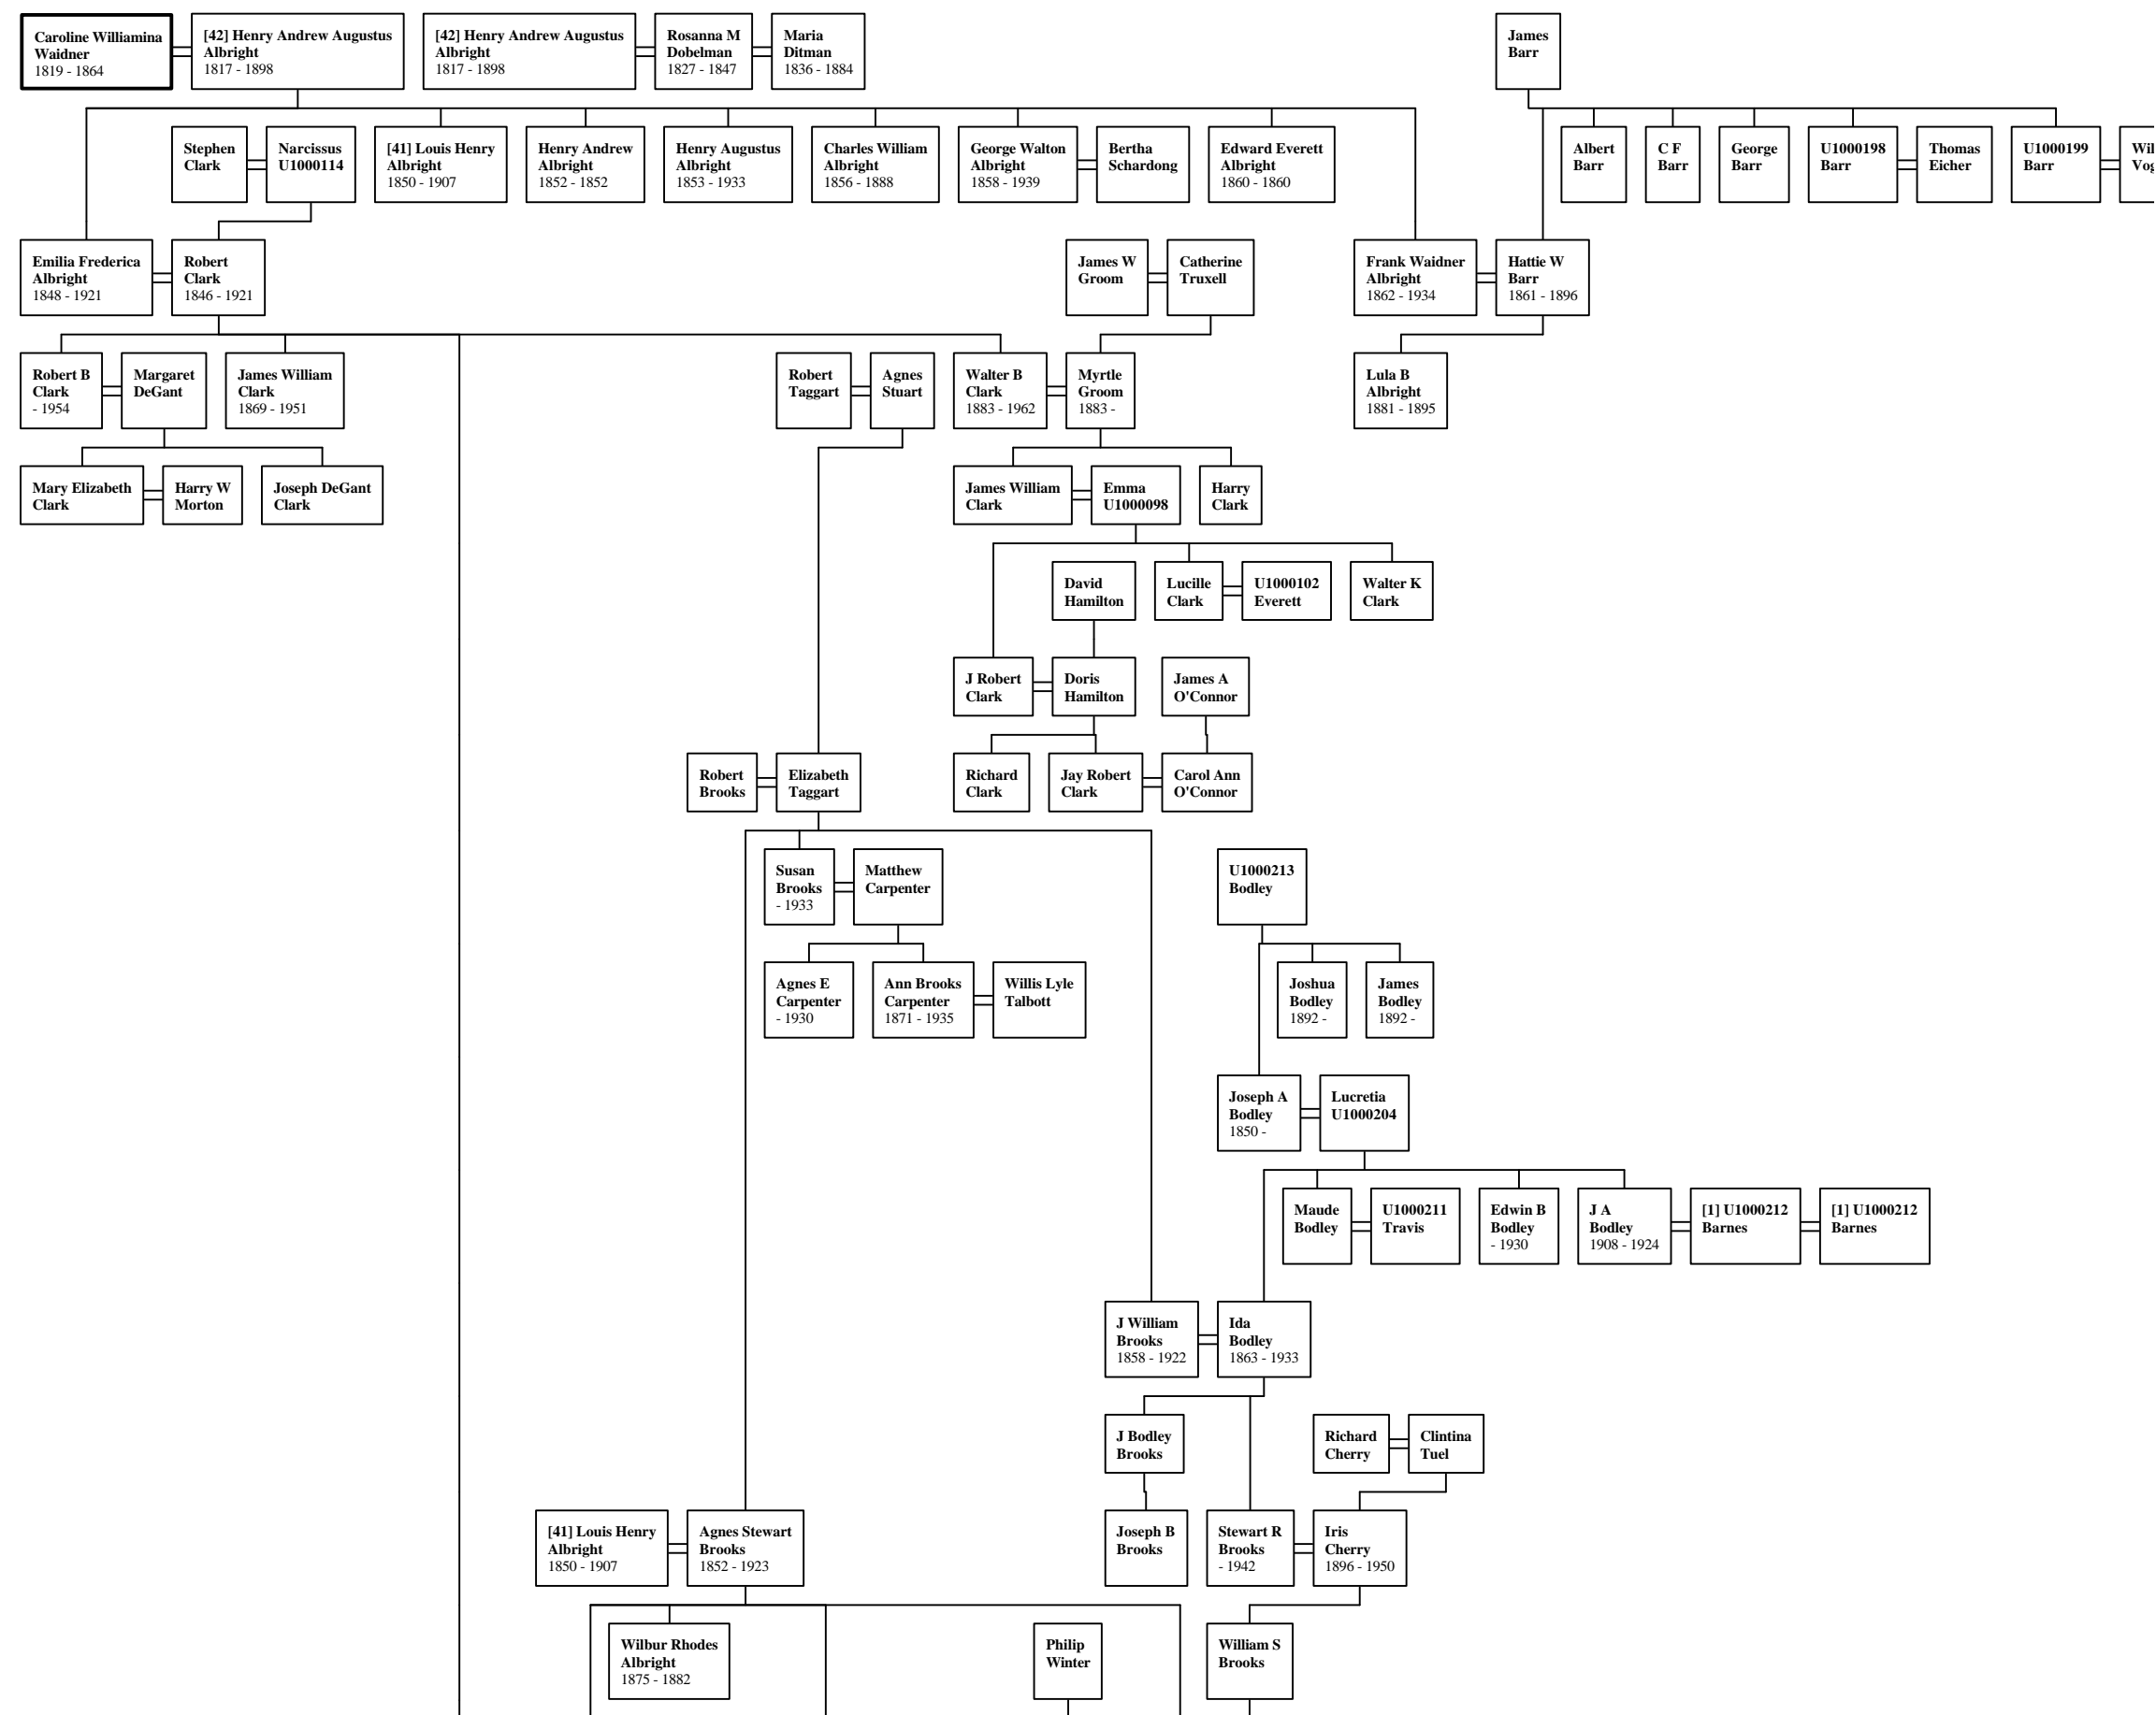 Caroline Williamina
Waidner
1819 - 1864
[42] Henry Andrew Augustus
Albright
1817 - 1898
[42] Henry Andrew Augustus
Albright
1817 - 1898
Rosanna M
Dobelman
1827 - 1847
Maria
Ditman
1836 - 1884
James
Barr
Stephen
Clark
Narcissus
U1000114
[41] Louis Henry
Albright
1850 - 1907
Henry Andrew
Albright
1852 - 1852
Henry Augustus
Albright
1853 - 1933
Charles William
Albright
1856 - 1888
George Walton
Albright
1858 - 1939
Bertha
Schardong
Edward Everett
Albright
1860 - 1860
Albert
Barr
C F
Barr
George
Barr
U1000198
Barr
Thomas
Eicher
U1000199
Barr
Emilia Frederica
Albright
1848 - 1921
Robert
Clark
1846 - 1921
James W
Groom
Catherine
Truxell
Frank Waidner
Albright
1862 - 1934
Hattie W
Barr
1861 - 1896
Robert B
Clark
- 1954
Margaret
DeGant
James William
Clark
1869 - 1951
Robert
Taggart
Agnes
Stuart
Walter B
Clark
1883 - 1962
Myrtle
Groom
1883 -
Lula B
Albright
1881 - 1895
Mary Elizabeth
Clark
Harry W
Morton
Joseph DeGant
Clark
James William
Clark
Emma
U1000098
Harry
Clark
David
Hamilton
Lucille
Clark
U1000102
Everett
Walter K
Clark
J Robert
Clark
Doris
Hamilton
James A
O'Connor
Robert
Brooks
Elizabeth
Taggart
Richard
Clark
Jay Robert
Clark
Carol Ann
O'Connor
Susan
Brooks
- 1933
Matthew
Carpenter
U1000213
Bodley
Agnes E
Carpenter
- 1930
Ann Brooks
Carpenter
1871 - 1935
Willis Lyle
Talbott
Joshua
Bodley
1892 -
James
Bodley
1892 -
Joseph A
Bodley
1850 -
Lucretia
U1000204
Maude
Bodley
U1000211
Travis
Edwin B
Bodley
- 1930
J A
Bodley
1908 - 1924
[1] U1000212
Barnes
[1] U1000212
Barnes
J William
Brooks
1858 - 1922
Ida
Bodley
1863 - 1933
J Bodley
Brooks
Richard
Cherry
Clintina
Tuel
[41] Louis Henry
Albright
1850 - 1907
Agnes Stewart
Brooks
1852 - 1923
Joseph B
Brooks
Stewart R
Brooks
- 1942
Iris
Cherry
1896 - 1950
Wilbur Rhodes
Albright
1875 - 1882
Philip
Winter
William S
Brooks